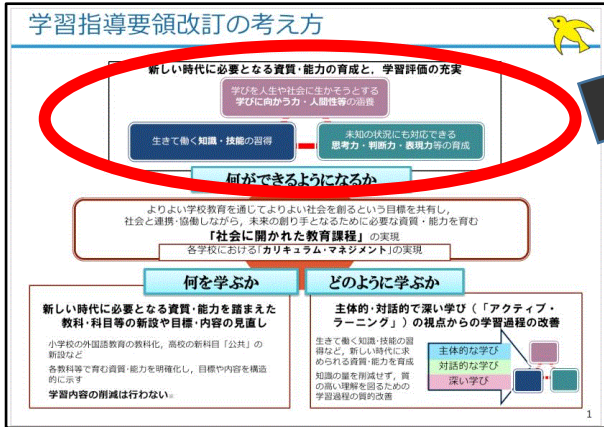 学習指導要領改訂の考え方
新しい時代に必要となる資質・能力の育成と，学習評価の充実
学びを人生や社会に生かそうとする
学びに向かう力・人間性等の涵養
生きて働く知識・技能の習得
未知の状況にも対応できる
思考力・判断力・表現力等の育成
何ができるようになるか
よりよい学校教育を通じてよりよい社会を創るという目標を共有し，
社会と連携・協働しながら，未来の創り手となるために必要な資質・能力を育む
「社会に開かれた教育課程」の実現
各学校における「カリキュラム・マネジメント」の実現
何を学ぶか
新しい時代に必要となる資質・能力を踏まえた
教科・科目等の新設や目標・内容の見直し
小学校の外国語教育の教科化，高校の新科目「公共」の
新設など
各教科等で育む資質・能力を明確化し，目標や内容を構造
的に示す
学習内容の削減は行わない※
どのように学ぶか
主体的・対話的で深い学び（「アクティブ・
ラーニング」）の視点からの学習過程の改善
生きて働く知識・技能の習
得など，新しい時代に求
められる資質・能力を育成
知識の量を削減せず，質
の高い理解を図るための
学習過程の質的改善
主体的な学び
対話的な学び
深い学び
1